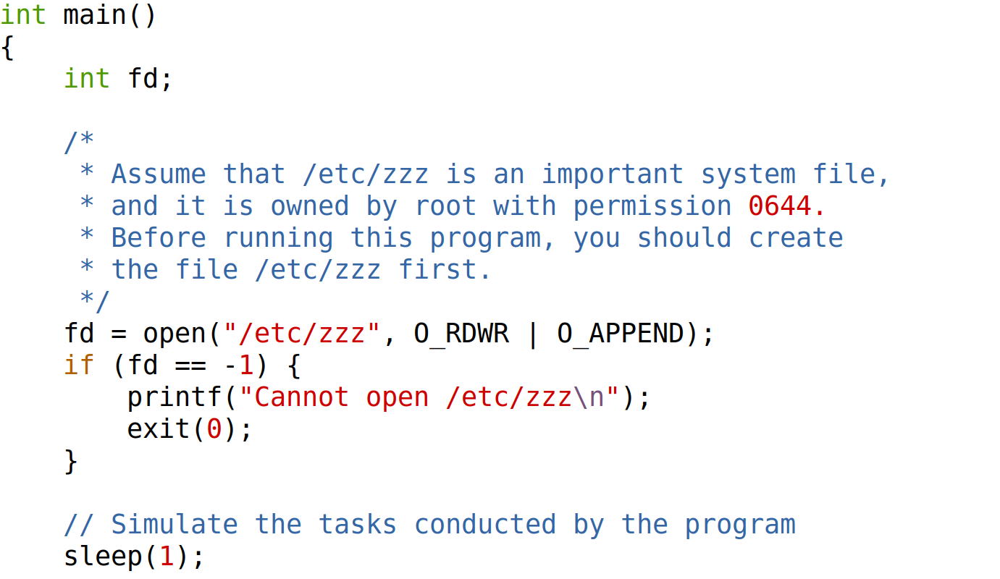 int main()
{
    int fd;

    /*
     * Assume that /etc/zzz is an important system file,
     * and it is owned by root with permission 0644.
     * Before running this program, you should create
     * the file /etc/zzz first.
     */
    fd = open("/etc/zzz", O_RDWR | O_APPEND);
    if (fd == -1) {
        printf("Cannot open /etc/zzz\n");
        exit(0);
    }

    // Simulate the tasks conducted by the program
    sleep(1);